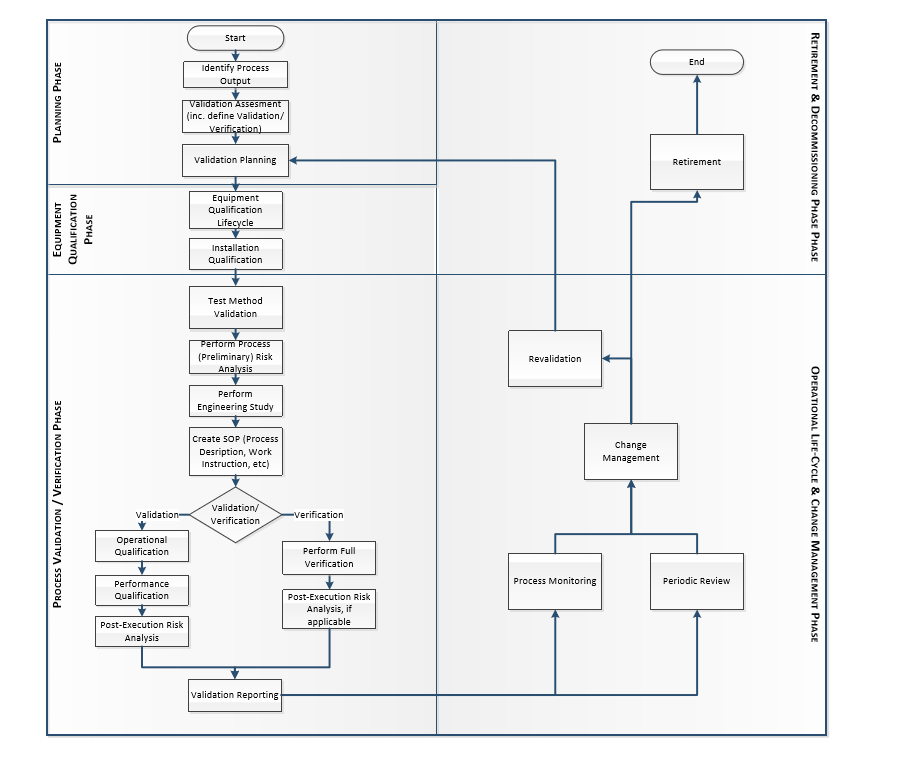 PLANNING PHASE
Start
Identify Process
Output
Validation Assesment
(inc. define Validation/
Verification)
Validation Planning
EQUIPMENT
QUALIFICATION
PHASE
Equipment
Qualification
Lifecycle
Installation
Qualification
PROCESS VALIDATION / VERIFICATION PHASE
Test Method
Validation
Perform Process
(Preliminary) Risk
Analysis
Perform
Engineering Study
Create SOP (Process
Desription, Work
Instruction, etc)
Validation/
Verification
Validation
Verification
Operational
Qualification
Performance
Qualification
Post-Execution Risk
Analysis
Perform Full
Verification
Post-Execution Risk
Analysis, if
applicable
Validation Reporting
RETIREMENT & DECOMMISSIONING PHASE PHASE
End
Retirement
OPERATIONAL LIFE-CYCLE & CHANGE MANAGEMENT PHASE
Revalidation
Change
Management
Process Monitoring
Periodic Review